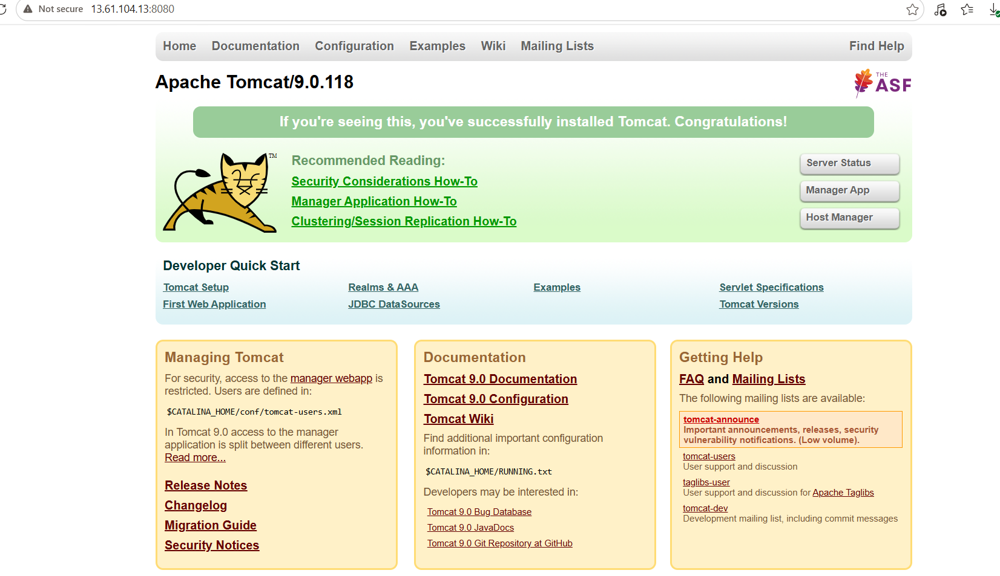 Not secure 13.61.104.13:8080
Home Documentation Configuration Examples Wiki Mailing Lists Find Help
Apache Tomcat/9.0.118
THE
ASF
If you're seeing this, you've successfully installed Tomcat. Congratulations!
TM
Recommended Reading:
Security Considerations How-To
Manager Application How-To
Clustering/Session Replication How-To
Server Status
Manager App
Host Manager
Developer Quick Start
Tomcat Setup
First Web Application
Realms & AAA
JDBC DataSources
Examples
Servlet Specifications
Tomcat Versions
Managing Tomcat
For security, access to the manager webapp is
restricted. Users are defined in:
$CATALINA_HOME/conf/tomcat-users.xml
In Tomcat 9.0 access to the manager
application is split between different users.
Read more...
Release Notes
Changelog
Migration Guide
Security Notices
Documentation
Tomcat 9.0 Documentation
Tomcat 9.0 Configuration
Tomcat Wiki
Find additional important configuration
information in:
$CATALINA_HOME/RUNNING.txt
Developers may be interested in:
Tomcat 9.0 Bug Database
Tomcat 9.0 JavaDocs
Tomcat 9.0 Git Repository at GitHub
Getting Help
FAQ and Mailing Lists
The following mailing lists are available:
tomcat-announce
Important announcements, releases, security
vulnerability notifications. (Low volume).
tomcat-users
User support and discussion
taglibs-user
User support and discussion for Apache Taglibs
tomcat-dev
Development mailing list, including commit messages